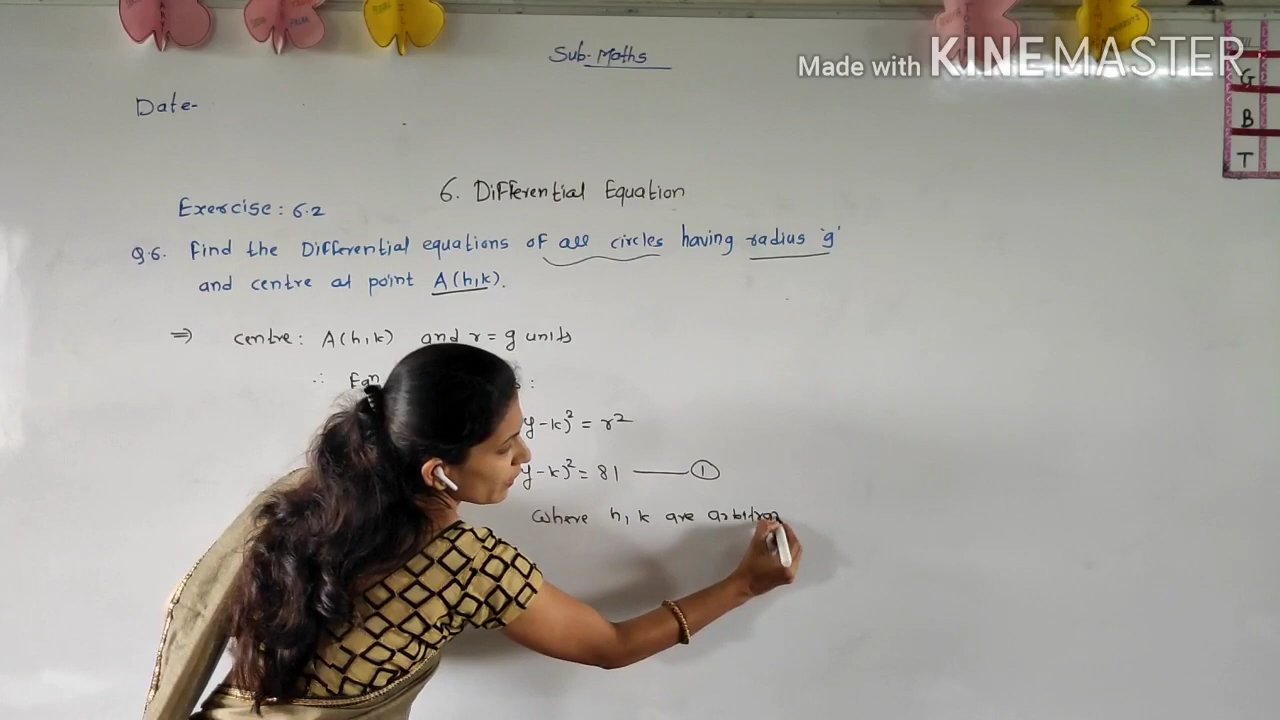 Sub- Maths
Made with KINEMASTER
Date-
G
B
T
6. Differential Equation
Exercise: 6.2
Q.6. Find the Differential equations of all circles having radius '9'
and centre at point A(h,k).
⇒ centre: A(h,k) and r = 9 units
∴ Eqn :
y-k)² = r²
y-k)² = 81 —— ①
Where h, k are arbitrar